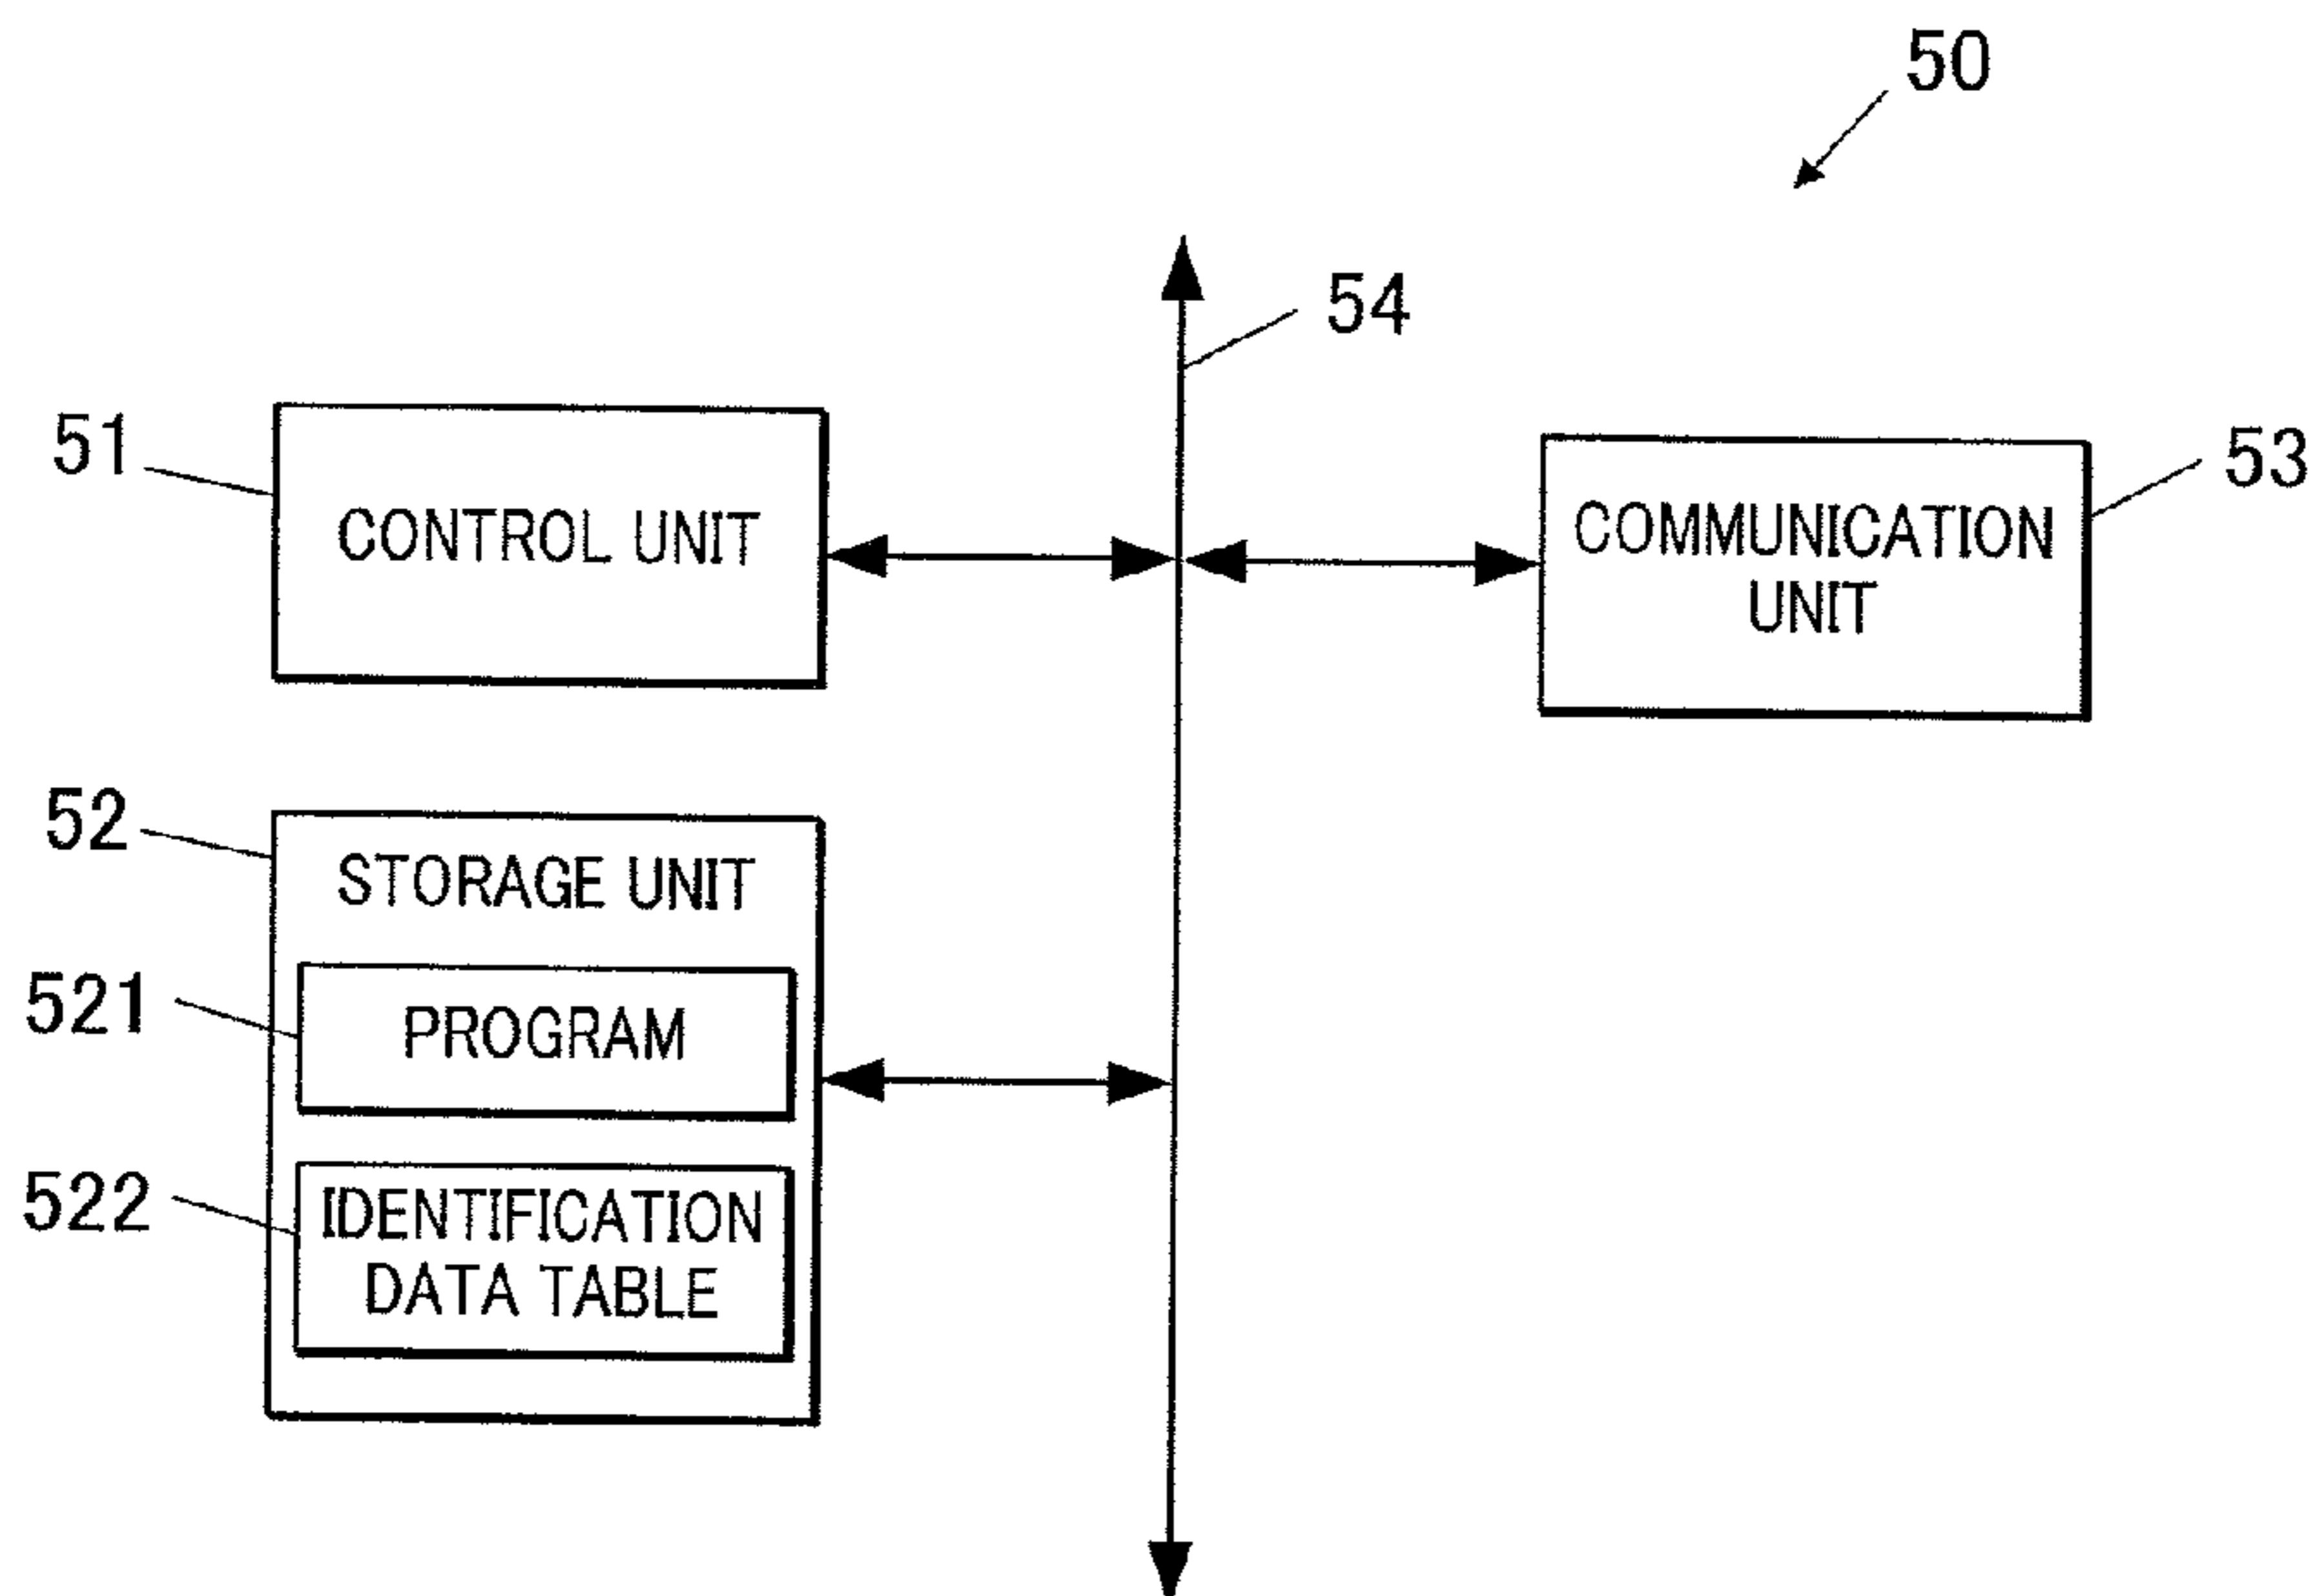 50
54
51
CONTROL UNIT
53
COMMUNICATION
UNIT
52
STORAGE UNIT
521
PROGRAM
522
IDENTIFICATION
DATA TABLE